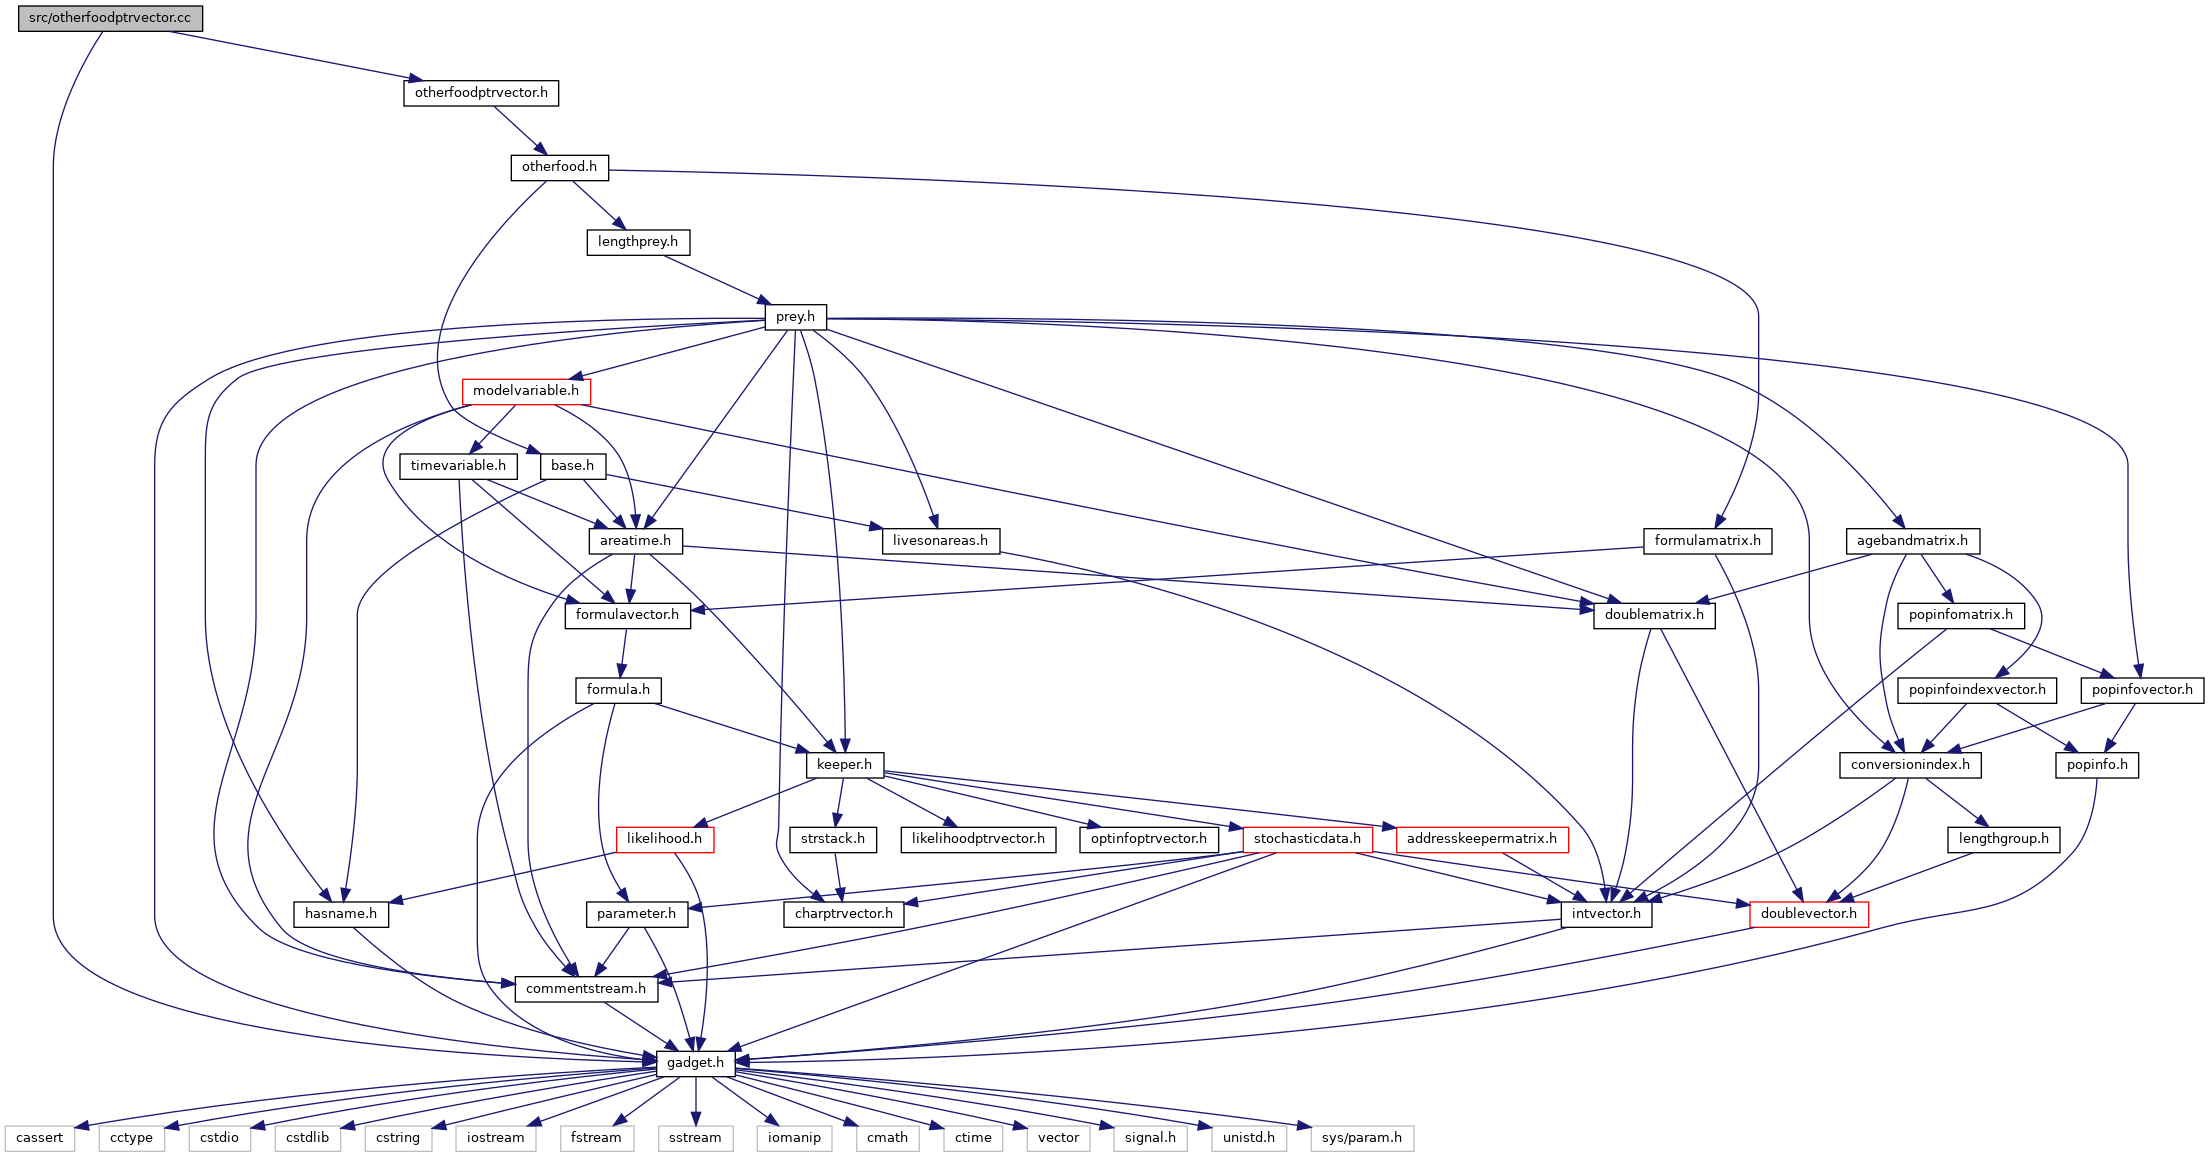 src/otherfoodptrvector.cc
otherfoodptrvector.h
otherfood.h
lengthprey.h
prey.h
modelvariable.h
timevariable.h
base.h
areatime.h
livesonareas.h
formulamatrix.h
agebandmatrix.h
formulavector.h
doublematrix.h
popinfomatrix.h
formula.h
popinfoindexvector.h
popinfovector.h
keeper.h
conversionindex.h
popinfo.h
likelihood.h
strstack.h
likelihoodptrvector.h
optinfoptrvector.h
stochasticdata.h
addresskeepermatrix.h
lengthgroup.h
hasname.h
parameter.h
charptrvector.h
intvector.h
doublevector.h
commentstream.h
gadget.h
cassert
cctype
cstdio
cstdlib
cstring
iostream
fstream
sstream
iomanip
cmath
ctime
vector
signal.h
unistd.h
sys/param.h